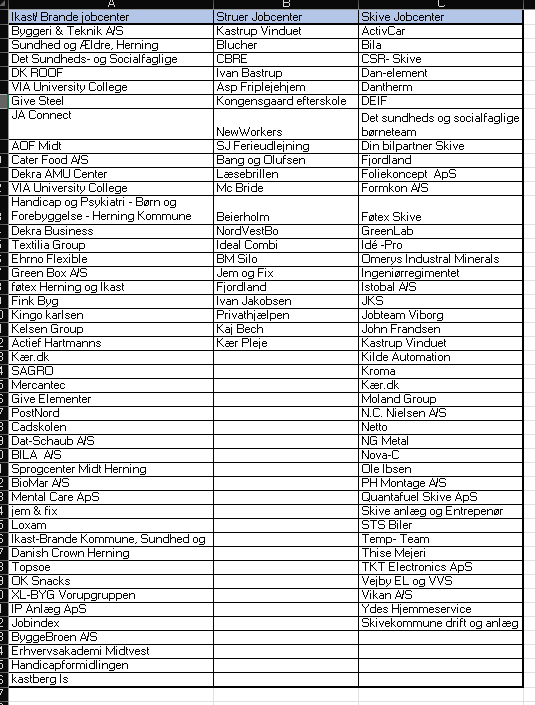 A B C
Ikast/ Brande jobcenter Struer Jobcenter Skive Jobcenter
Byggeri & Teknik A/S Kastrup Vinduet ActivCar
Sundhed og Ældre, Herning Blucher Bila
Det Sundheds- og Socialfaglige CBRE CSR- Skive
DK ROOF Ivan Bastrup Dan-element
VIA University College Asp Friplejehjem Dantherm
Give Steel Kongensgaard efterskole DEIF
JA Connect NewWorkers Det sundheds og socialfaglige
børneteam
AOF Midt SJ Ferieudlejning Din bilpartner Skive
Cater Food A/S Bang og Olufsen Fjordland
Dekra AMU Center Læsebrillen Foliekoncept ApS
VIA University College Mc Bride Formkon A/S
Handicap og Psykiatri - Børn og
Forebyggelse - Herning Kommune Beierholm Føtex Skive
Dekra Business NordVestBo GreenLab
Textilia Group Ideal Combi Idé -Pro
Ehrno Flexible BM Silo Omerys Industral Minerals
Green Box A/S Jem og Fix Ingeniørregimentet
føtex Herning og Ikast Fjordland Istobal A/S
Fink Byg Ivan Jakobsen JKS
Kingo karlsen Privathjælpen Jobteam Viborg
Kelsen Group Kaj Bech John Frandsen
Actief Hartmanns Kær Pleje Kastrup Vinduet
Kær.dk Kilde Automation
SAGRO Kroma
Mercantec Kær.dk
Give Elementer Moland Group
PostNord N.C. Nielsen A/S
Cadskolen Netto
Dat-Schaub A/S NG Metal
BILA A/S Nova-C
Sprogcenter Midt Herning Ole Ibsen
BioMar A/S PH Montage A/S
Mental Care ApS Quantafuel Skive ApS
jem & fix Skive anlæg og Entrepenør
Loxam STS Biler
Ikast-Brande Kommune, Sundhed og Temp- Team
Danish Crown Herning Thise Mejeri
Topsoe TKT Electronics ApS
OK Snacks Vejby EL og VVS
XL-BYG Vorupgruppen Vikan A/S
IP Anlæg ApS Ydes Hjemmeservice
Jobindex Skivekommune drift og anlæg
ByggeBroen A/S
Erhvervsakademi Midtvest
Handicapformidlingen
kastberg Is